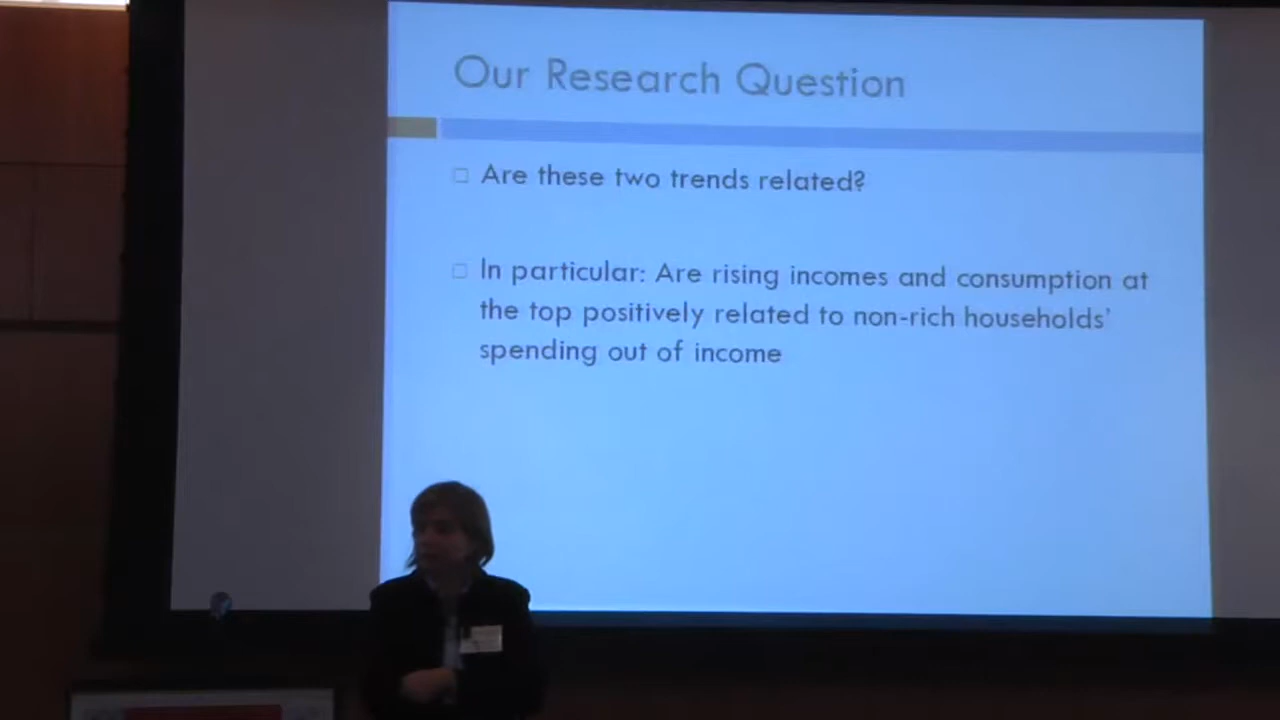 Our Research Question
Are these two trends related?
In particular: Are rising incomes and consumption at
the top positively related to non-rich households'
spending out of income